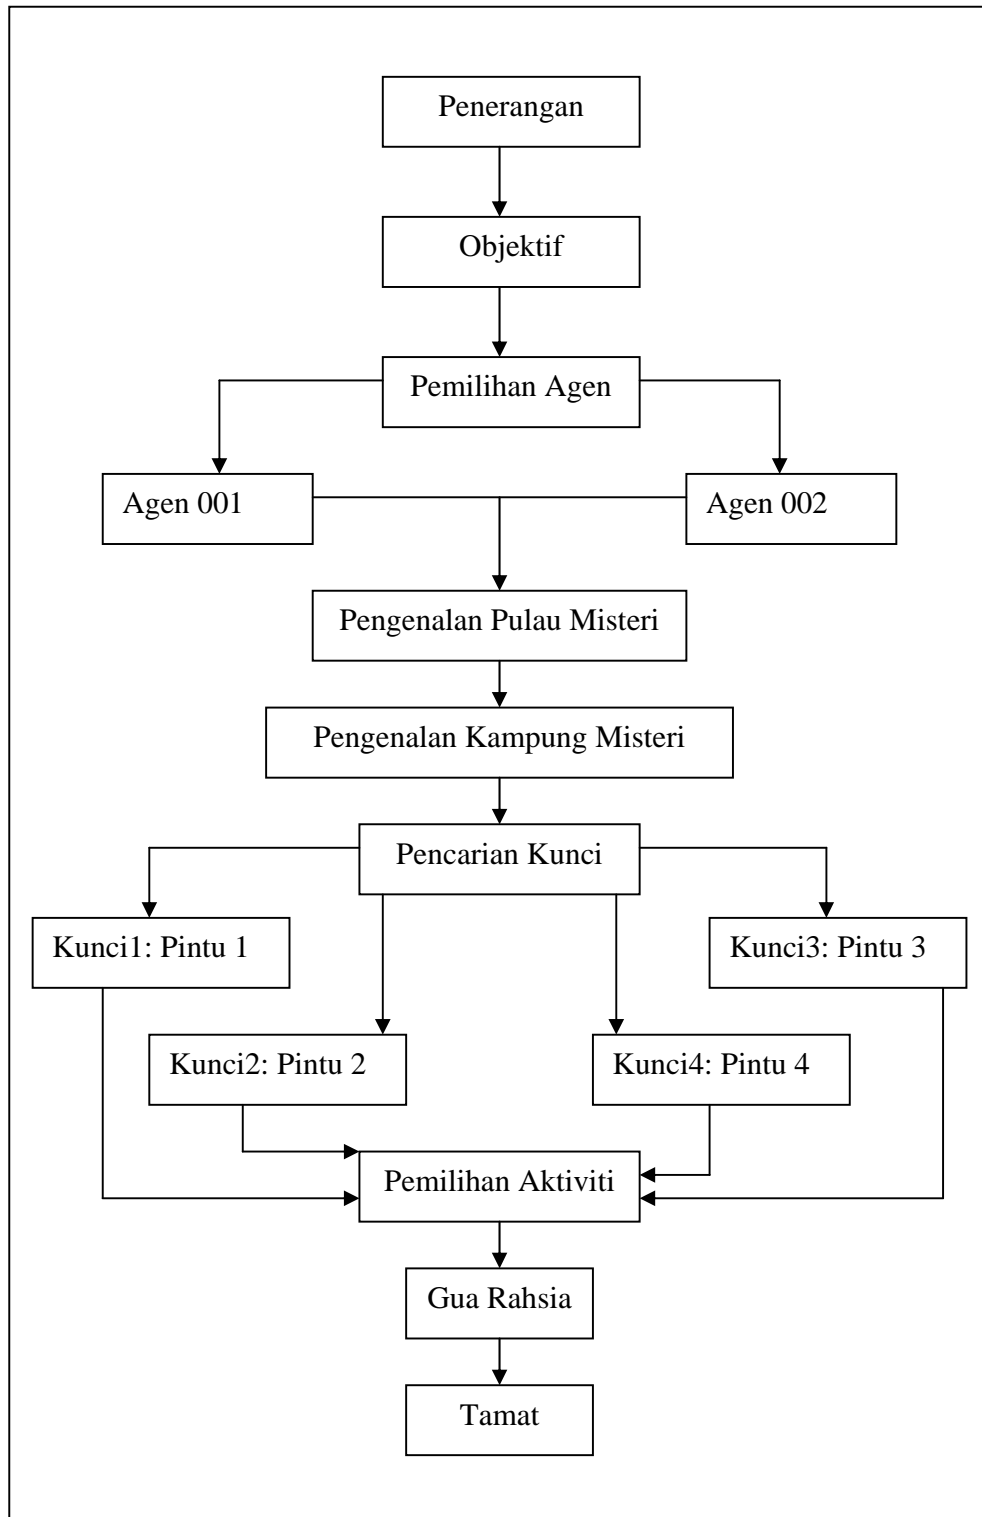 Penerangan
Objektif
Pemilihan Agen
Agen 001
Agen 002
Pengenalan Pulau Misteri
Pengenalan Kampung Misteri
Pencarian Kunci
Kunci1: Pintu 1
Kunci3: Pintu 3
Kunci2: Pintu 2
Kunci4: Pintu 4
Pemilihan Aktiviti
Gua Rahsia
Tamat